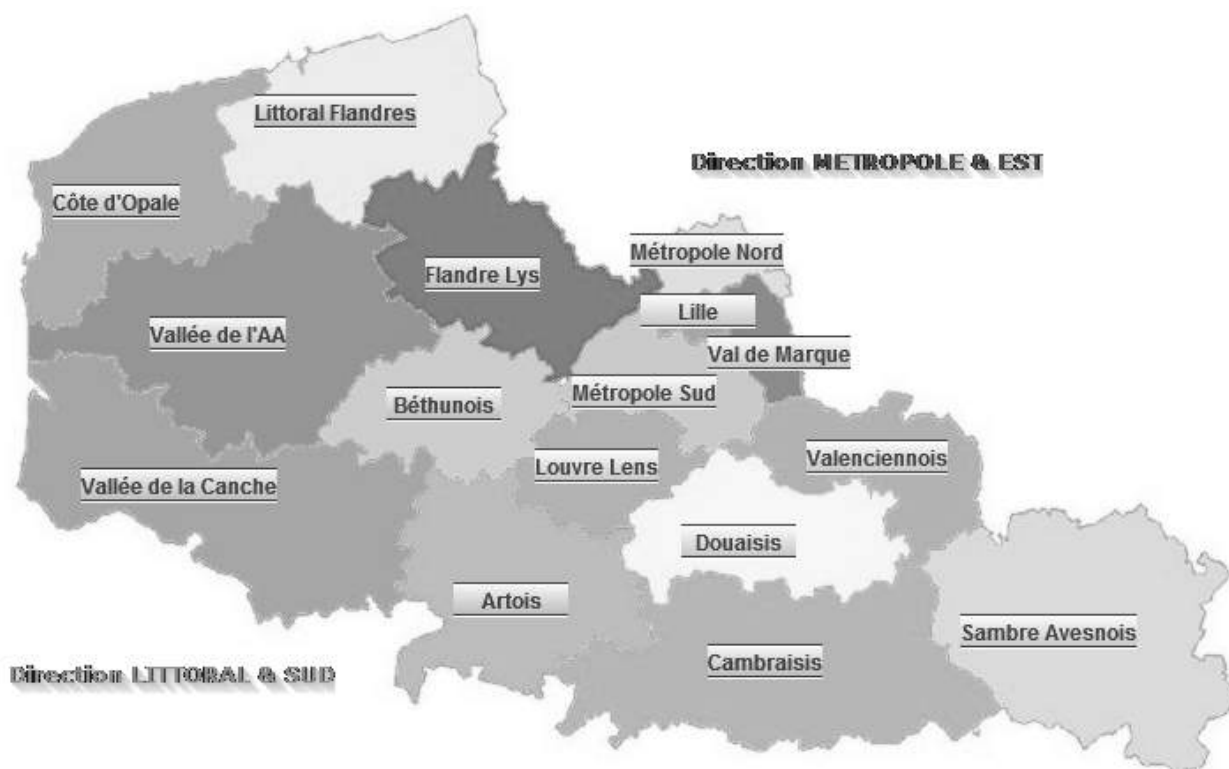 Littoral Flandres
Direction METROPOLE & EST
Côte d'Opale
Métropole Nord
Flandre Lys
Lille
Vallée de l'AA
Val de Marque
Métropole Sud
Béthunois
Valenciennois
Louvre Lens
Vallée de la Canche
Douaisis
Artois
Sambre Avesnois
Cambraisis
Direction LITTORAL & SUD